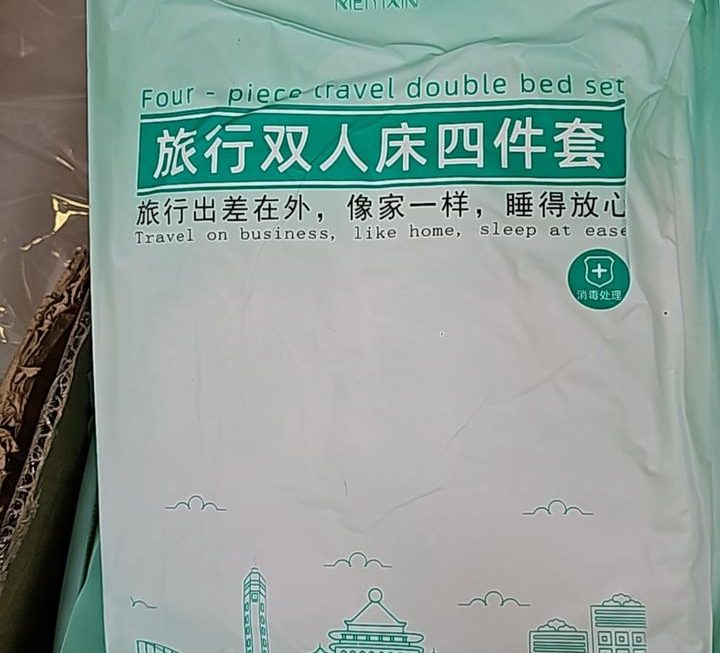 Four - piece travel double bed set
旅行双人床四件套
旅行出差在外，像家一样，睡得放心
Travel on business, like home, sleep at ease
消毒处理